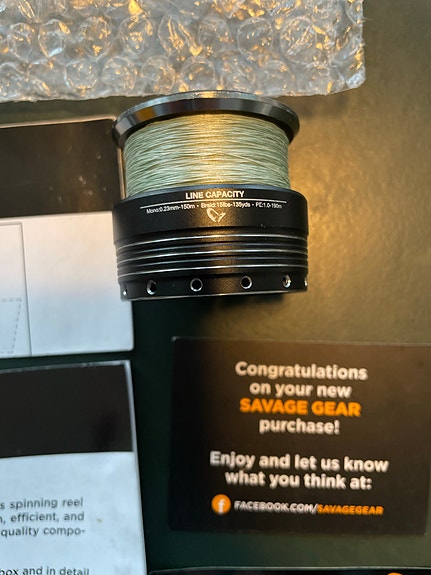 LINE CAPACITY
Mono:0.23mm-150m • Braid:15lbs-135yds • PE:1.0-190m
Congratulations
on your new
SAVAGE GEAR
purchase!
Enjoy and let us know
what you think at:
f FACEBOOK.COM/SAVAGEGEAR
s spinning reel
n, efficient, and
quality compo-
box and in detail